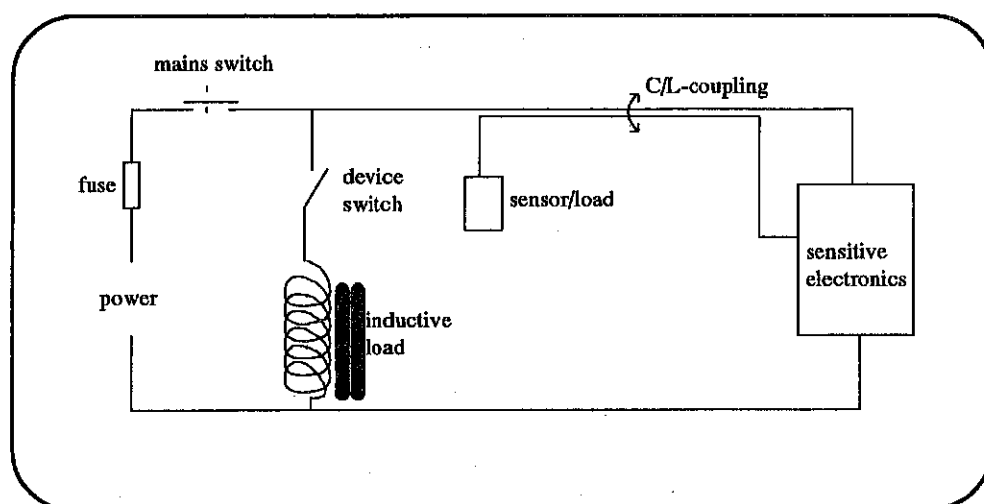 mains switch
C/L-coupling
fuse
device
switch
sensor/load
sensitive
electronics
power
inductive
load